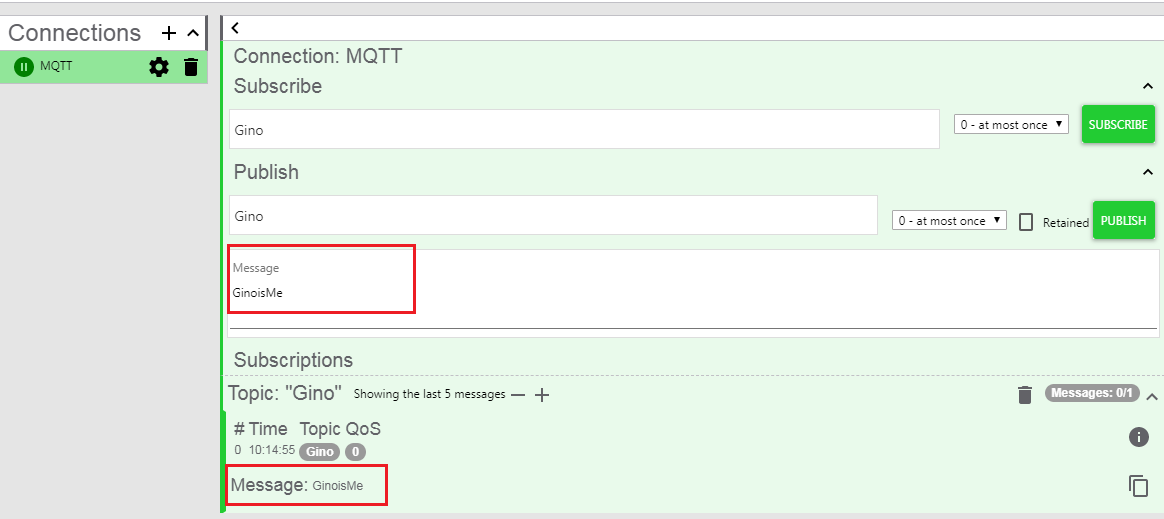 Connections
MQTT
Connection: MQTT
Subscribe
Gino
0 - at most once
SUBSCRIBE
Publish
Gino
0 - at most once
Retained
PUBLISH
Message
GinoisMe
Subscriptions
Topic: "Gino" Showing the last 5 messages
Messages: 0/1
# Time Topic QoS
0 10:14:55 Gino 0
Message: GinoisMe